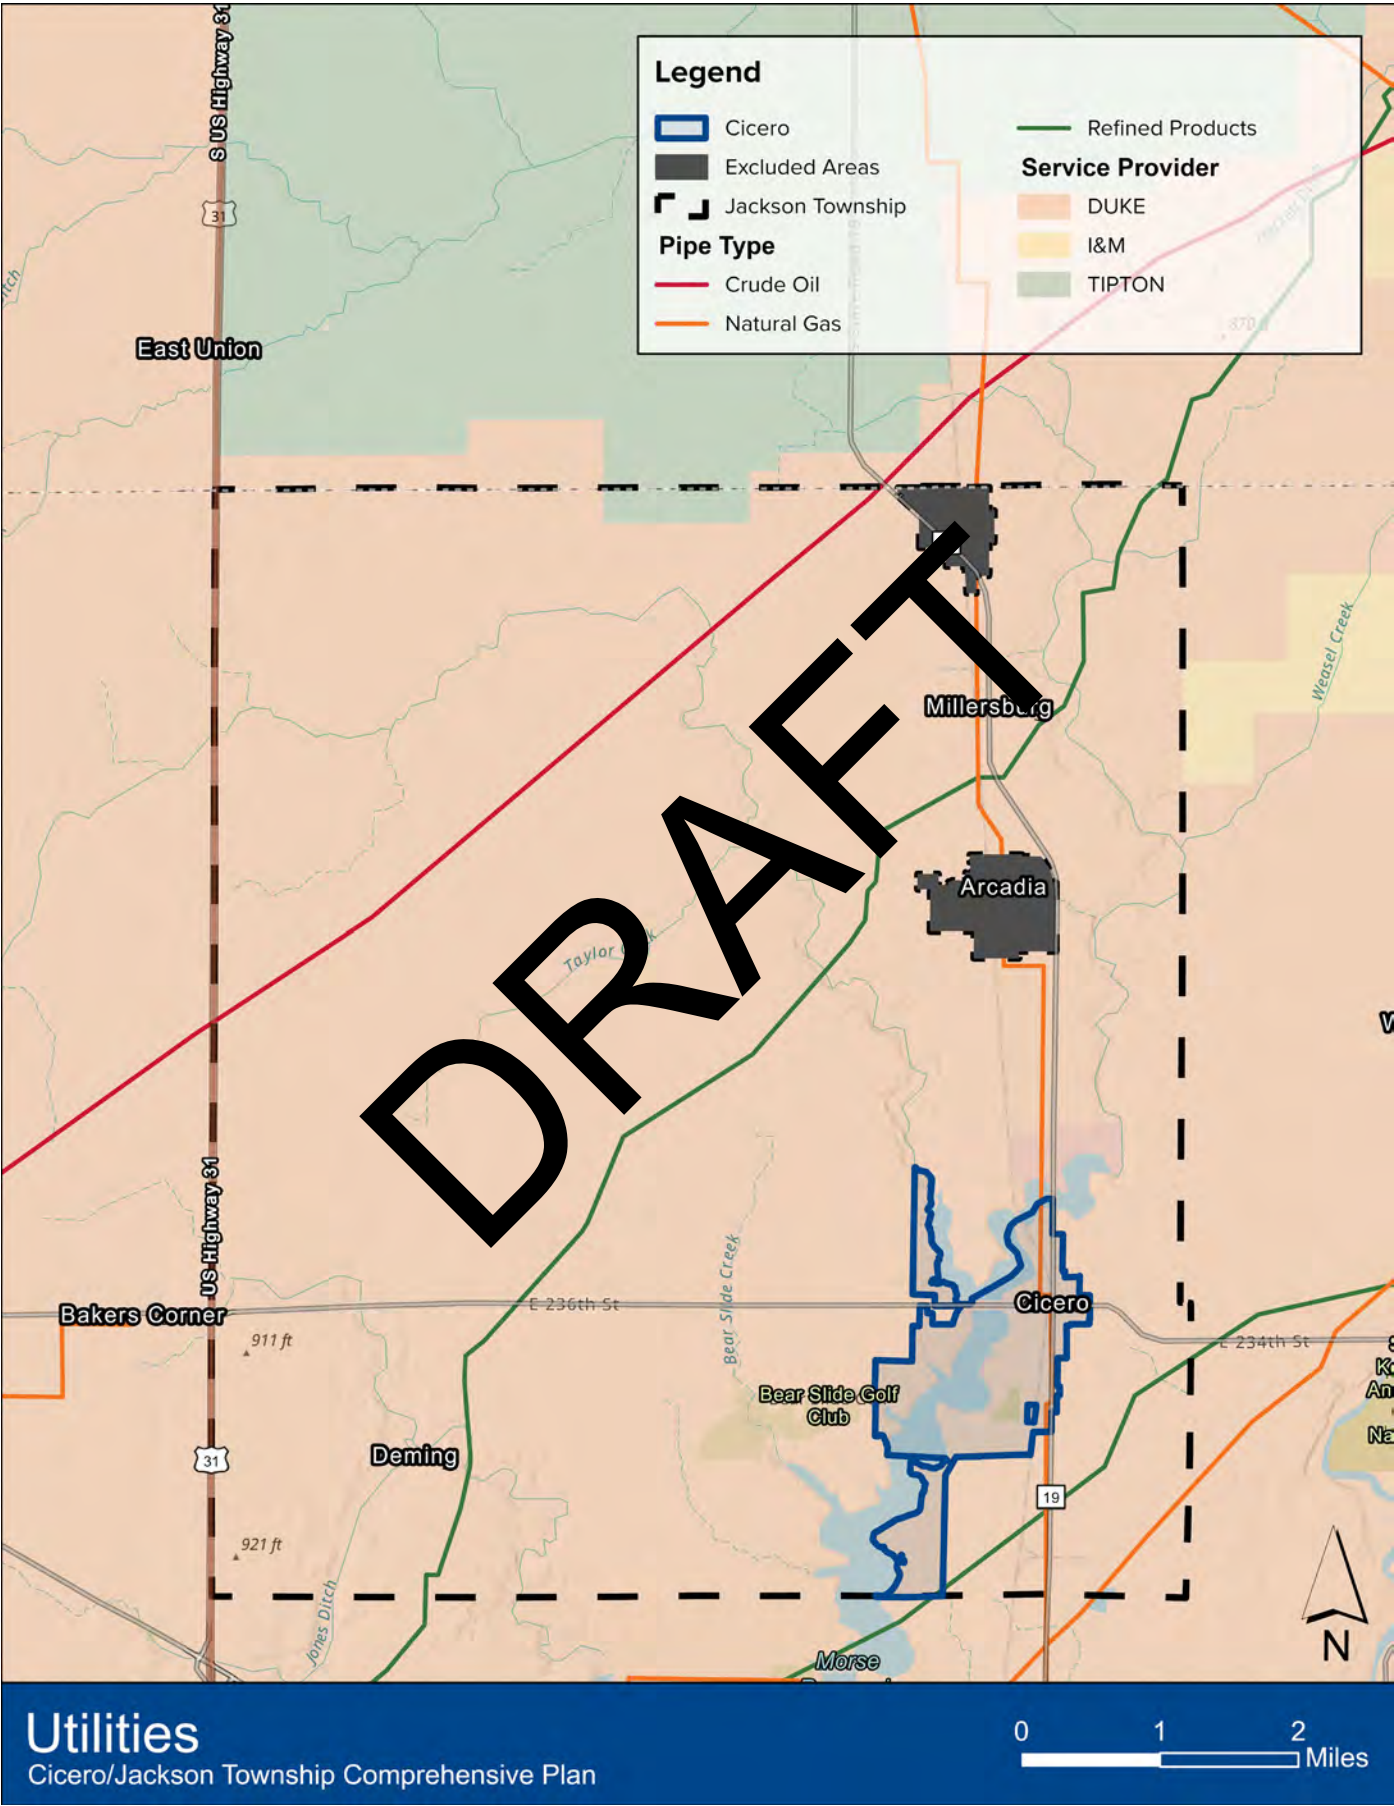 S US Highway 31
31
Legend
Cicero
Excluded Areas
Jackson Township
Pipe Type
Crude Oil
Natural Gas
Refined Products
Service Provider
DUKE
I&M
TIPTON
870
East Union
Weasel Creek
Millersburg
DRAFT
Arcadia
Taylor
US Highway 31
Bakers Corner
E 236th St
Cicero
E 234th St
911 ft
Bear Slide Creek
Bear Slide Golf
Club
Deming
31
19
921 ft
Jones Ditch
Morse
N
Utilities
Cicero/Jackson Township Comprehensive Plan
0 1 2
Miles